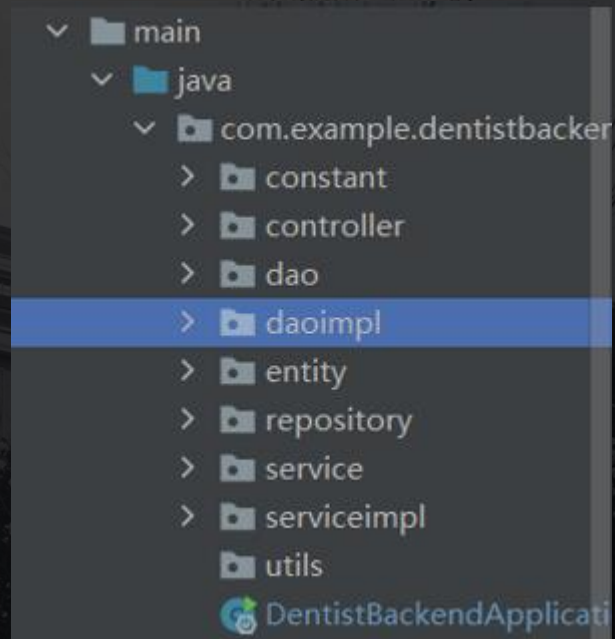 main
java
com.example.dentistbacker
constant
controller
dao
daoimpl
entity
repository
service
serviceimpl
utils
DentistBackendApplicati